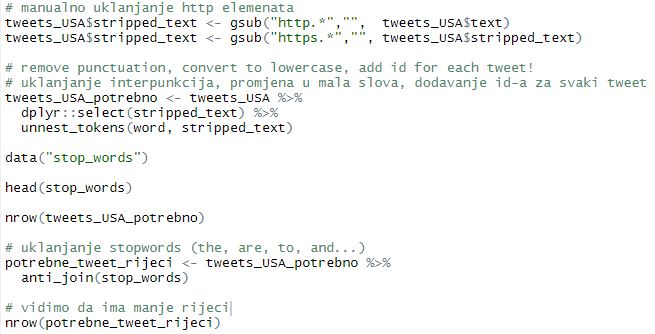 # manualno uklanjanje http elemenata
tweets_USA$stripped_text <- gsub("http.*","",  tweets_USA$text)
tweets_USA$stripped_text <- gsub("https.*","", tweets_USA$stripped_text)
# remove punctuation, convert to lowercase, add id for each tweet!
# uklanjanje interpunkcija, promjena u mala slova, dodavanje id-a za svaki tweet
tweets_USA_potrebno <- tweets_USA %>%
  dplyr::select(stripped_text) %>%
  unnest_tokens(word, stripped_text)
data("stop_words")
head(stop_words)
nrow(tweets_USA_potrebno)
# uklanjanje stopwords (the, are, to, and...)
potrebne_tweet_rijeci <- tweets_USA_potrebno %>%
  anti_join(stop_words)
# vidimo da ima manje rijeci
nrow(potrebne_tweet_rijeci)